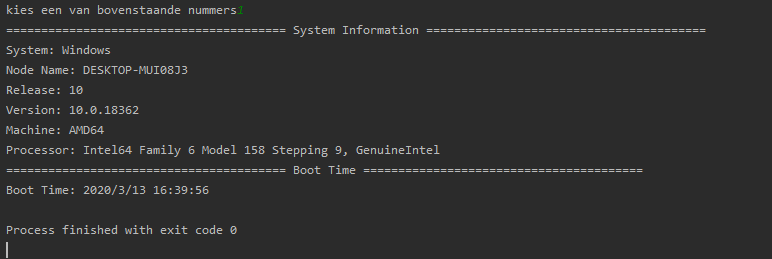 kies een van bovenstaande nummers1
======================================== System Information ========================================
System: Windows
Node Name: DESKTOP-MUI08J3
Release: 10
Version: 10.0.18362
Machine: AMD64
Processor: Intel64 Family 6 Model 158 Stepping 9, GenuineIntel
======================================== Boot Time ========================================
Boot Time: 2020/3/13 16:39:56
Process finished with exit code 0